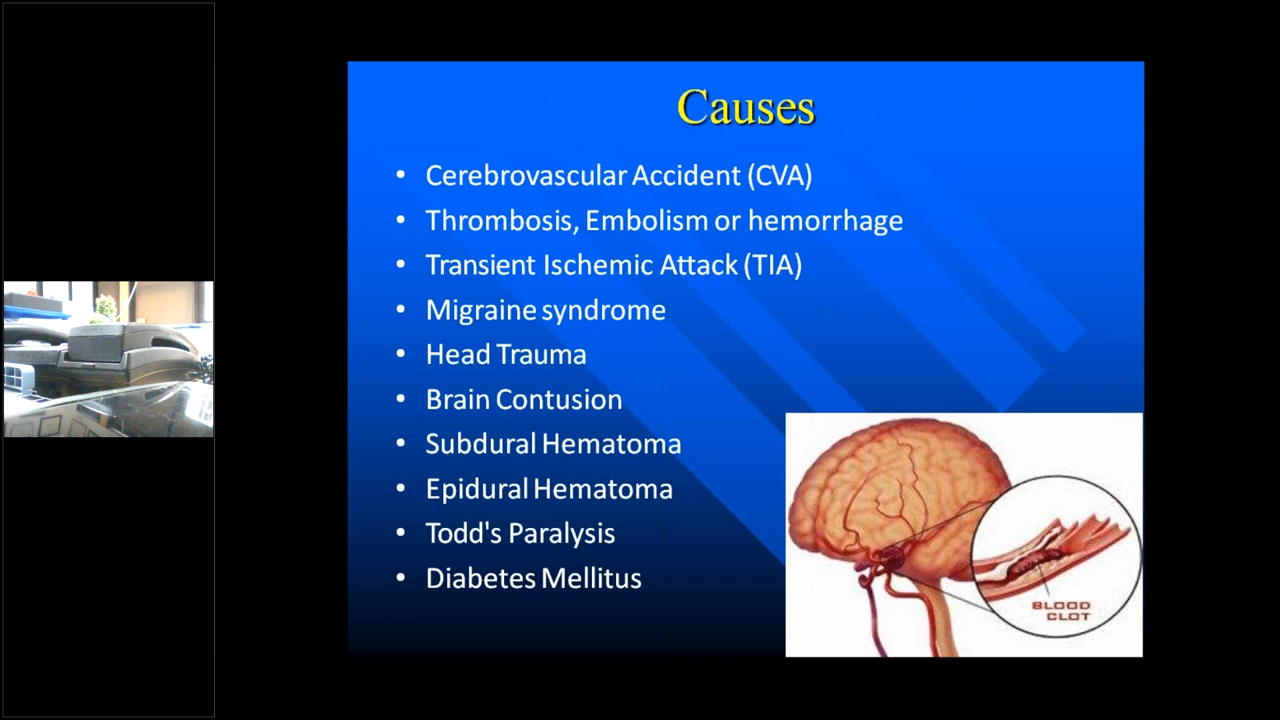 Causes
• Cerebrovascular Accident (CVA)
• Thrombosis, Embolism or hemorrhage
• Transient Ischemic Attack (TIA)
• Migraine syndrome
• Head Trauma
• Brain Contusion
• Subdural Hematoma
• Epidural Hematoma
• Todd's Paralysis
• Diabetes Mellitus
BLOOD
CLOT